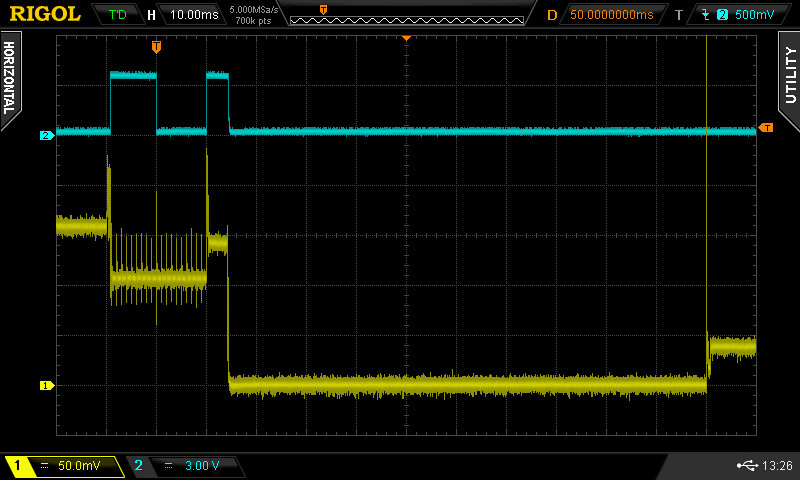 RIGOL T'D H 10.00ms 5.000MSa/s 700k pts T D 50.0000000ms T 2 500mV
HORIZONTAL
UTILITY
T
2
T
1
1 50.0mV 2 3.00 V 13:26